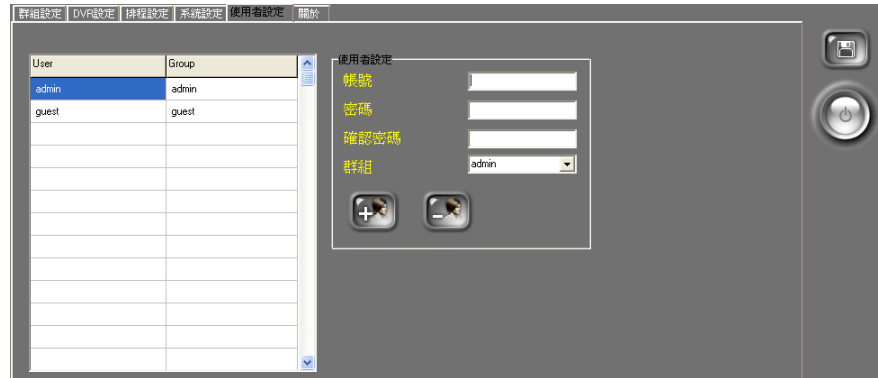 群組設定 DVR設定 排程設定 系統設定 使用者設定 關於
User Group
admin admin
guest guest
使用者設定
帳號
密碼
確認密碼
群組 admin